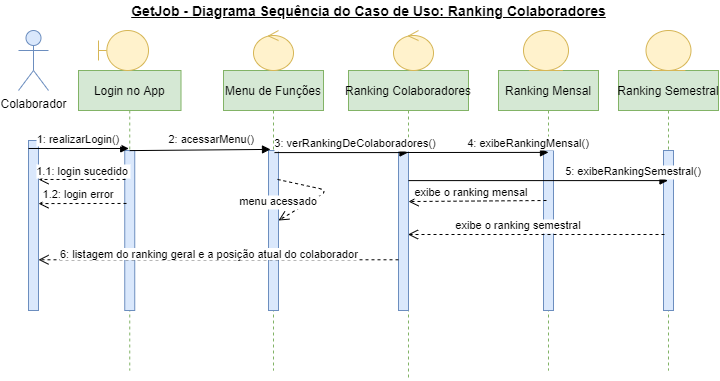 GetJob - Diagrama Sequência do Caso de Uso: Ranking Colaboradores
Colaborador
Login no App
Menu de Funções
Ranking Colaboradores
Ranking Mensal
Ranking Semestral
1: realizarLogin()
2: acessarMenu()
3: verRankingDeColaboradores()
4: exibeRankingMensal()
1.1: login sucedido
5: exibeRankingSemestral()
1.2: login error
menu acessado
exibe o ranking mensal
exibe o ranking semestral
6: listagem do ranking geral e a posição atual do colaborador